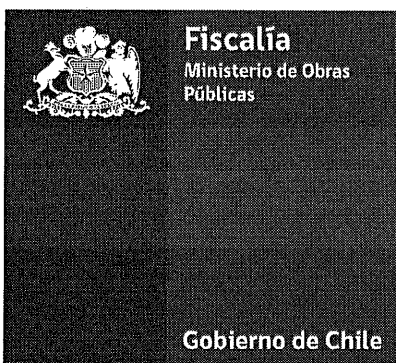 Fiscalía
Ministerio de Obras
Públicas
Gobierno de Chile